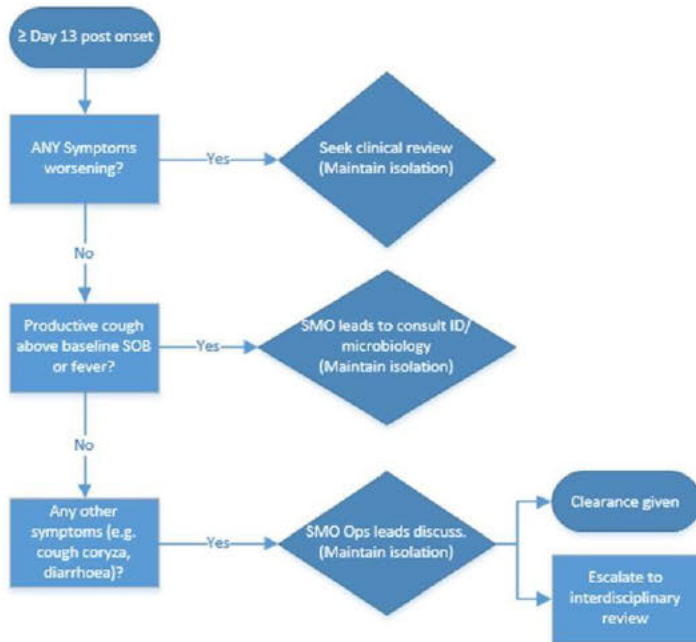 ≥ Day 13 post onset
ANY Symptoms
worsening?
Yes
Seek clinical review
(Maintain isolation)
No
Productive cough
above baseline SOB
or fever?
Yes
SMO leads to consult ID/
microbiology
(Maintain isolation)
No
Any other
symptoms (e.g.
cough coryza,
diarrhoea)?
Yes
SMO Ops leads discuss.
(Maintain isolation)
Clearance given
Escalate to
interdisciplinary
review